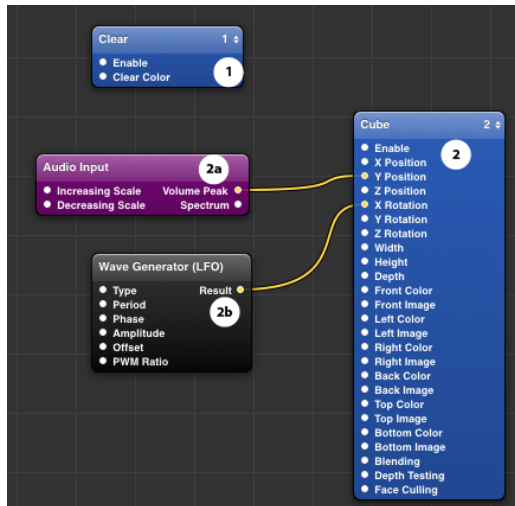 Clear 1
Enable
Clear Color
1
Audio Input
2a
Increasing Scale Volume Peak
Decreasing Scale Spectrum
Wave Generator (LFO)
Type Result
Period
Phase
Amplitude
Offset
PWM Ratio
2b
Cube 2
Enable
X Position
Y Position
Z Position
X Rotation
Y Rotation
Z Rotation
Width
Height
Depth
Front Color
Front Image
Left Color
Left Image
Right Color
Right Image
Back Color
Back Image
Top Color
Top Image
Bottom Color
Bottom Image
Blending
Depth Testing
Face Culling
2